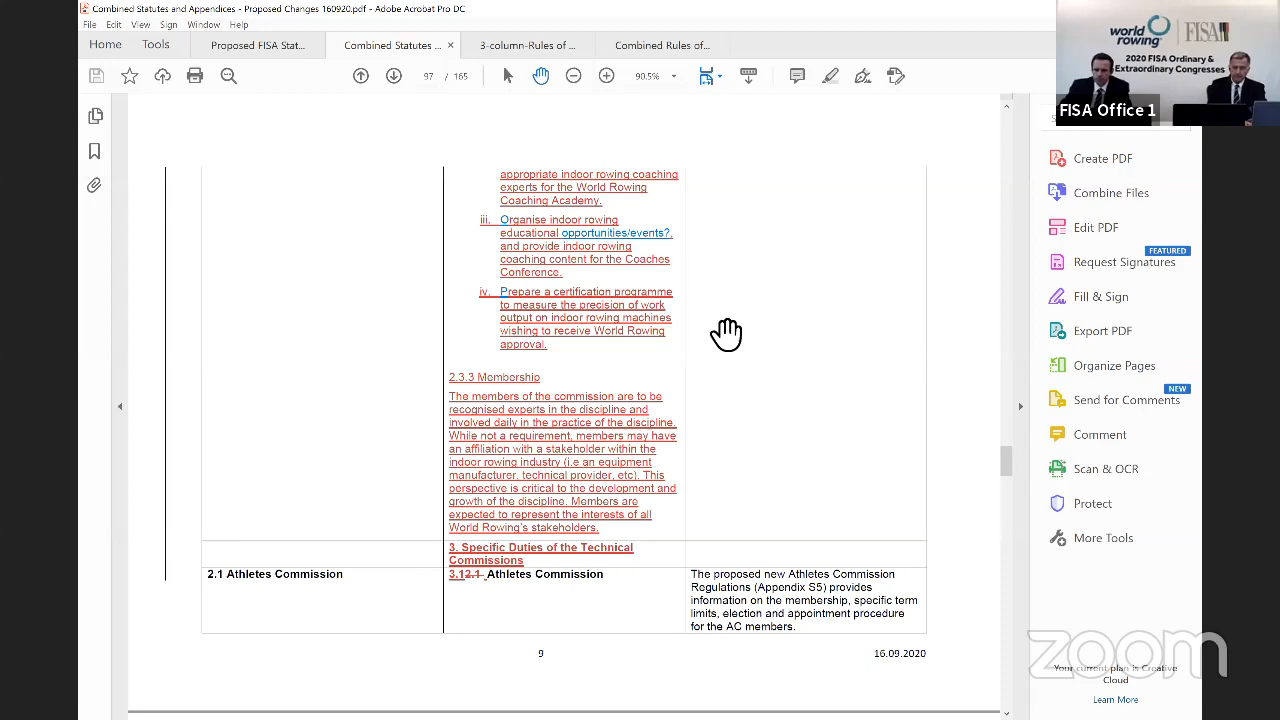 Combined Statutes and Appendices - Proposed Changes 160920.pdf - Adobe Acrobat Pro DC
File Edit View Sign Window Help
Home Tools Proposed FISA Stat... Combined Statutes ... × 3-column-Rules of ... Combined Rules of...
97 / 165 90.5%
world rowing FISA
2020 FISA Ordinary &
Extraordinary Congresses
FISA Office 1
appropriate indoor rowing coaching
experts for the World Rowing
Coaching Academy.
iii. Organise indoor rowing
educational opportunities/events?,
and provide indoor rowing
coaching content for the Coaches
Conference.
iv. Prepare a certification programme
to measure the precision of work
output on indoor rowing machines
wishing to receive World Rowing
approval.
2.3.3 Membership
The members of the commission are to be
recognised experts in the discipline and
involved daily in the practice of the discipline.
While not a requirement, members may have
an affiliation with a stakeholder within the
indoor rowing industry (i.e an equipment
manufacturer, technical provider, etc). This
perspective is critical to the development and
growth of the discipline. Members are
expected to represent the interests of all
World Rowing's stakeholders.
3. Specific Duties of the Technical
Commissions
2.1 Athletes Commission
3.12.1 Athletes Commission
The proposed new Athletes Commission
Regulations (Appendix S5) provides
information on the membership, specific term
limits, election and appointment procedure
for the AC members.
9
16.09.2020
Create PDF
Combine Files
Edit PDF
FEATURED
Request Signatures
Fill & Sign
Export PDF
Organize Pages
NEW
Send for Comments
Comment
Scan & OCR
Protect
More Tools
zoom
Your current plan is Creative
Cloud
Learn More